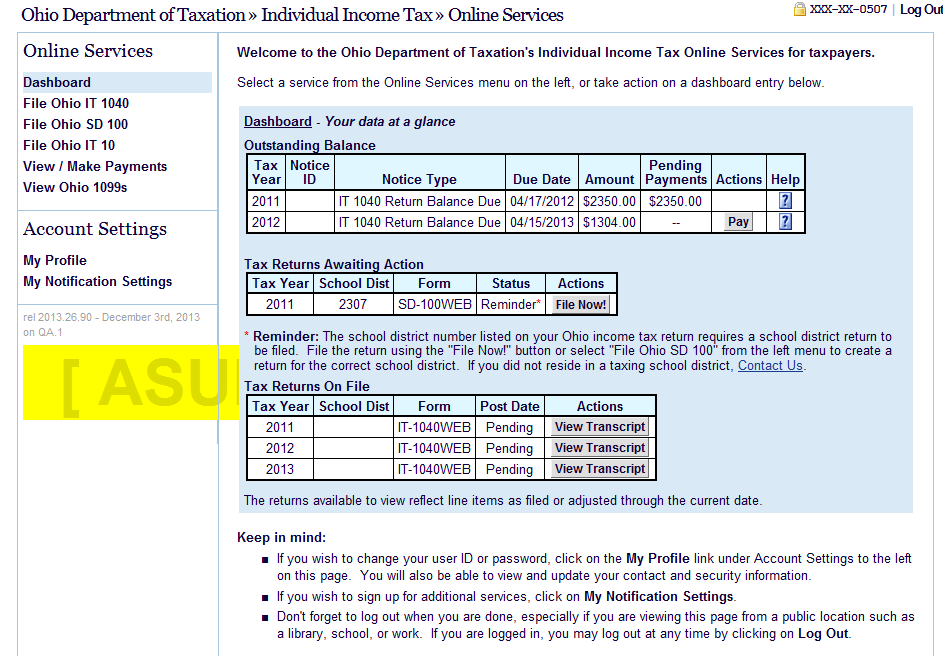 Ohio Department of Taxation » Individual Income Tax » Online Services
XXX-XX-0507 | Log Out
Online Services
Dashboard
File Ohio IT 1040
File Ohio SD 100
File Ohio IT 10
View / Make Payments
View Ohio 1099s
Account Settings
My Profile
My Notification Settings
rel 2013.26.90 - December 3rd, 2013
on QA.1
Welcome to the Ohio Department of Taxation's Individual Income Tax Online Services for taxpayers.
Select a service from the Online Services menu on the left, or take action on a dashboard entry below.
Dashboard - Your data at a glance
Outstanding Balance
Tax Year Notice ID Notice Type Due Date Amount Pending Payments Actions Help
2011 IT 1040 Return Balance Due 04/17/2012 $2350.00 $2350.00 ?
2012 IT 1040 Return Balance Due 04/15/2013 $1304.00 -- Pay ?
Tax Returns Awaiting Action
Tax Year School Dist Form Status Actions
2011 2307 SD-100WEB Reminder* File Now!
* Reminder: The school district number listed on your Ohio income tax return requires a school district return to
be filed. File the return using the "File Now!" button or select "File Ohio SD 100" from the left menu to create a
return for the correct school district. If you did not reside in a taxing school district, Contact Us.
Tax Returns On File
Tax Year School Dist Form Post Date Actions
2011 IT-1040WEB Pending View Transcript
2012 IT-1040WEB Pending View Transcript
2013 IT-1040WEB Pending View Transcript
The returns available to view reflect line items as filed or adjusted through the current date.
Keep in mind:
■ If you wish to change your user ID or password, click on the My Profile link under Account Settings to the left
on this page. You will also be able to view and update your contact and security information.
■ If you wish to sign up for additional services, click on My Notification Settings.
■ Don't forget to log out when you are done, especially if you are viewing this page from a public location such as
a library, school, or work. If you are logged in, you may log out at any time by clicking on Log Out.